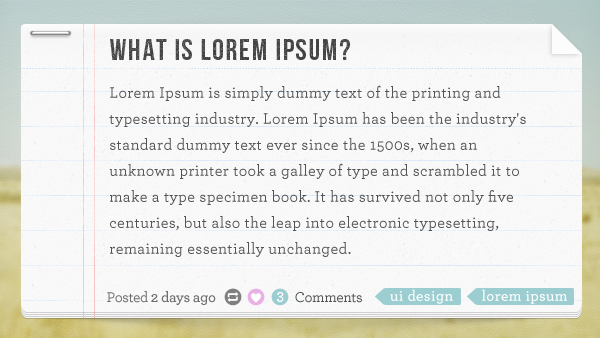 WHAT IS LOREM IPSUM?
Lorem Ipsum is simply dummy text of the printing and
typesetting industry. Lorem Ipsum has been the industry's
standard dummy text ever since the 1500s, when an
unknown printer took a galley of type and scrambled it to
make a type specimen book. It has survived not only five
centuries, but also the leap into electronic typesetting,
remaining essentially unchanged.
Posted 2 days ago 3 Comments ui design lorem ipsum